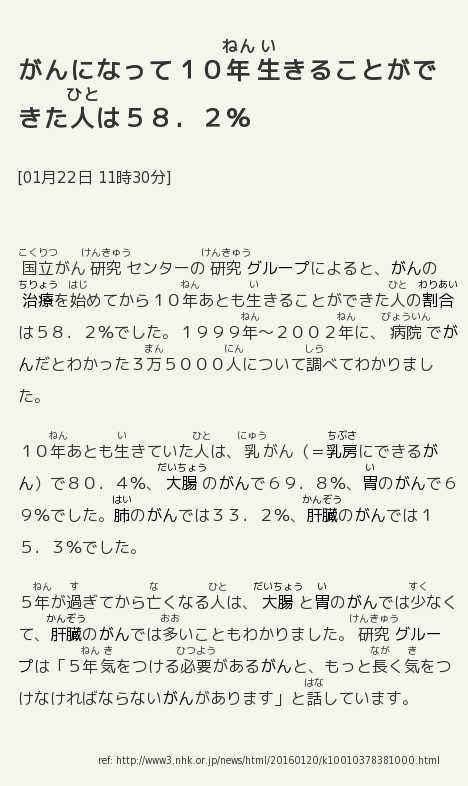 がんになって１０年生きることがで
きた人は５８．２％
[01月22日 11時30分]
国立がん研究センターの研究グループによると、がんの
治療を始めてから１０年あとも生きることができた人の割合
は５８．２％でした。１９９９年～２００２年に、病院でが
んだとわかった３万５０００人について調べてわかりまし
た。
１０年あとも生きていた人は、乳がん（＝乳房にできるが
ん）で８０．４％、大腸のがんで６９．８％、胃のがんで６
９％でした。肺のがんでは３３．２％、肝臓のがんでは１
５．３％でした。
５年が過ぎてから亡くなる人は、大腸と胃のがんでは少なく
て、肝臓のがんでは多いこともわかりました。研究グルー
プは「５年気をつける必要があるがんと、もっと長く気をつ
けなければならないがんがあります」と話しています。
ref: http://www3.nhk.or.jp/news/html/20160120/k10010378381000.html